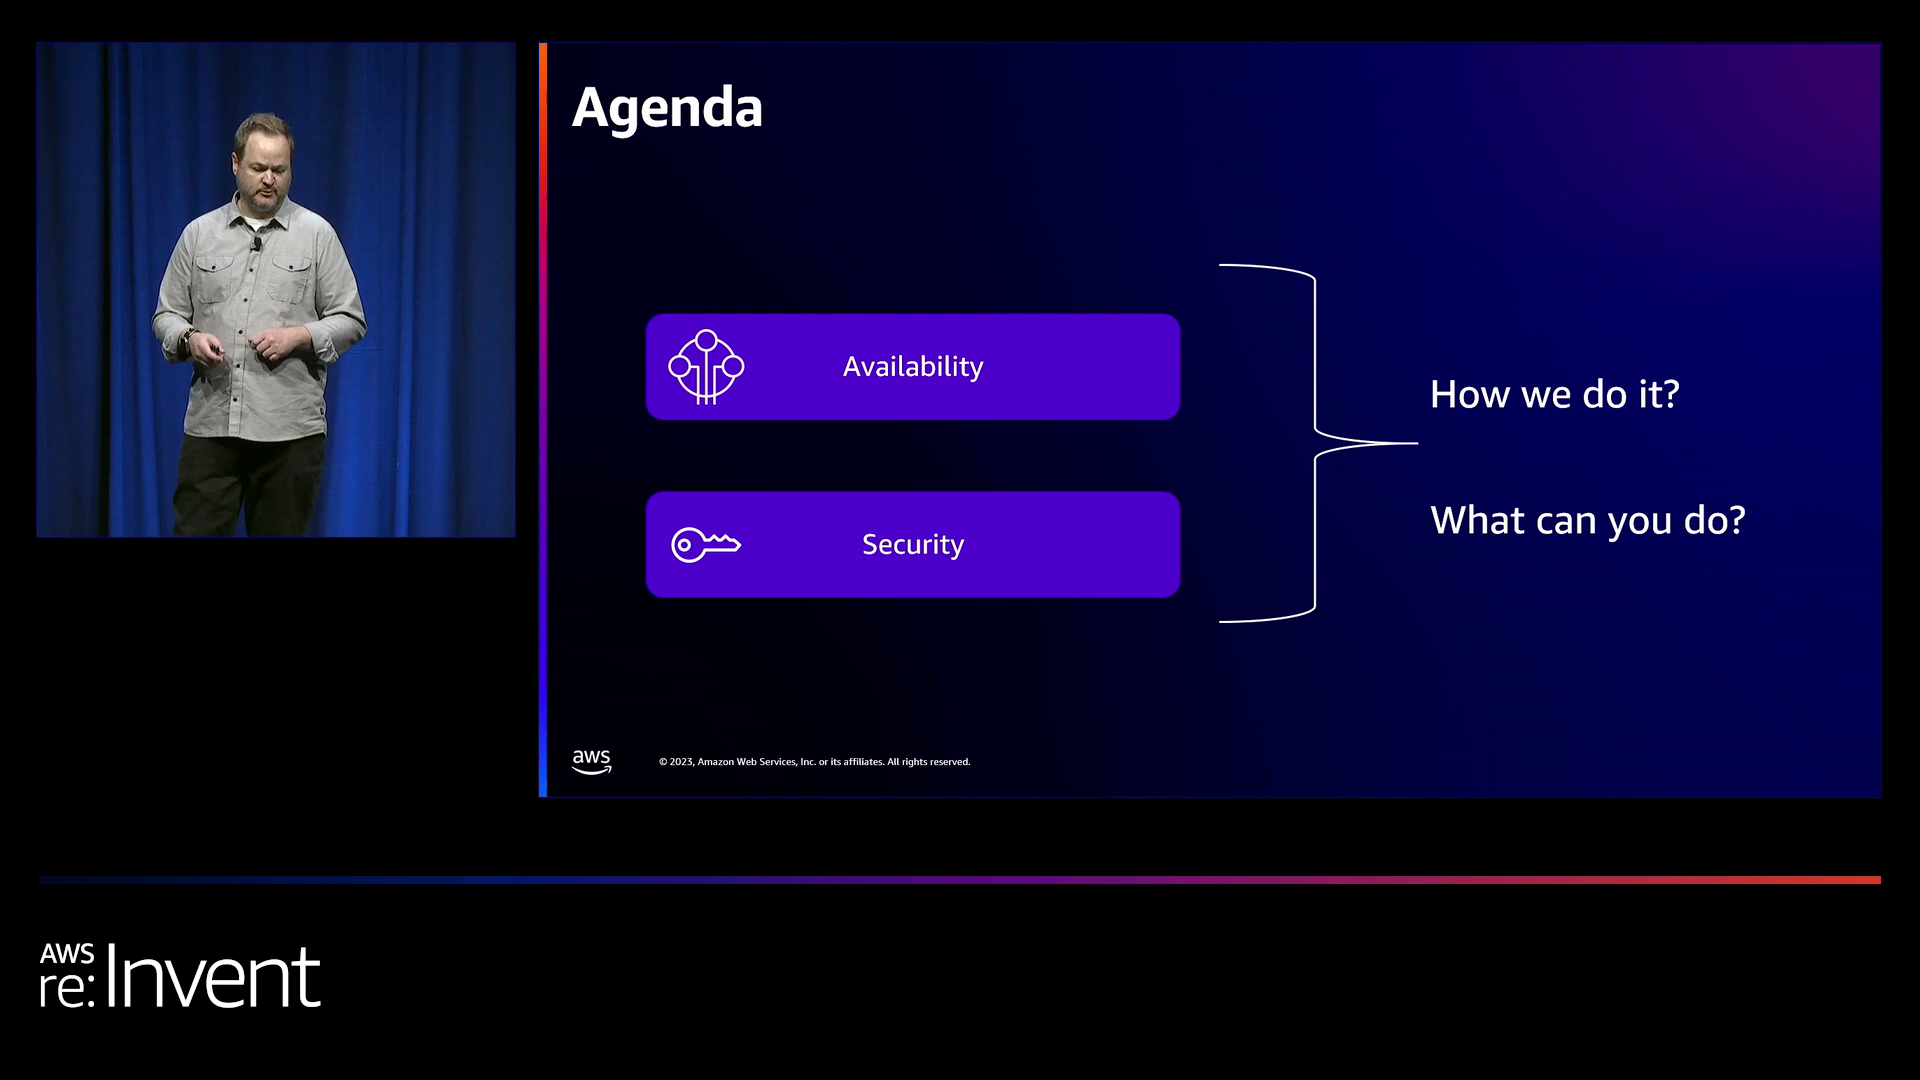 Agenda
Availability
Security
How we do it?
What can you do?
aws
© 2023, Amazon Web Services, Inc. or its affiliates. All rights reserved.
AWS
re:Invent